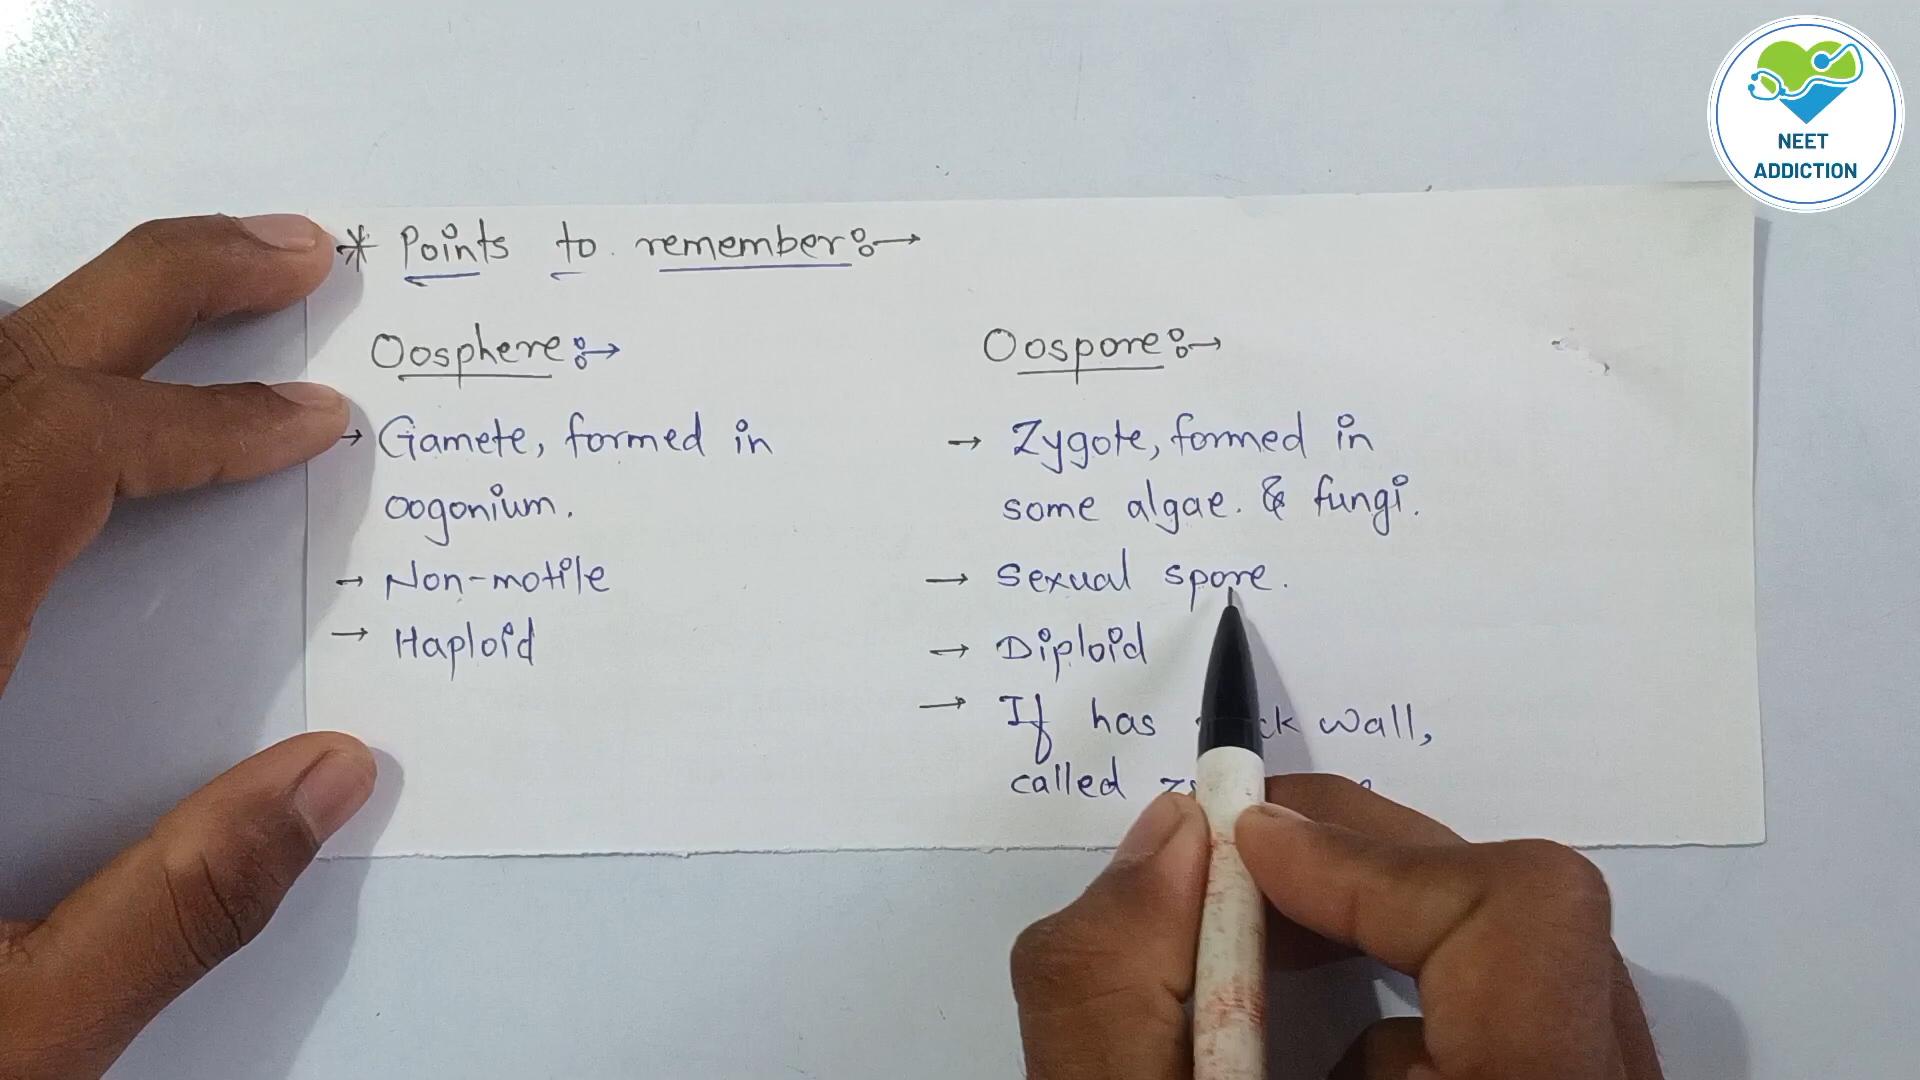 NEET
ADDICTION
* Points to remember:→
Oosphere:→
→ Gamete, formed in
oogonium.
→ Non-motile
→ Haploid
Oospore:→
→ Zygote, formed in
some algae. & fungi.
→ Sexual spore.
→ Diploid
→ If has wall,
called